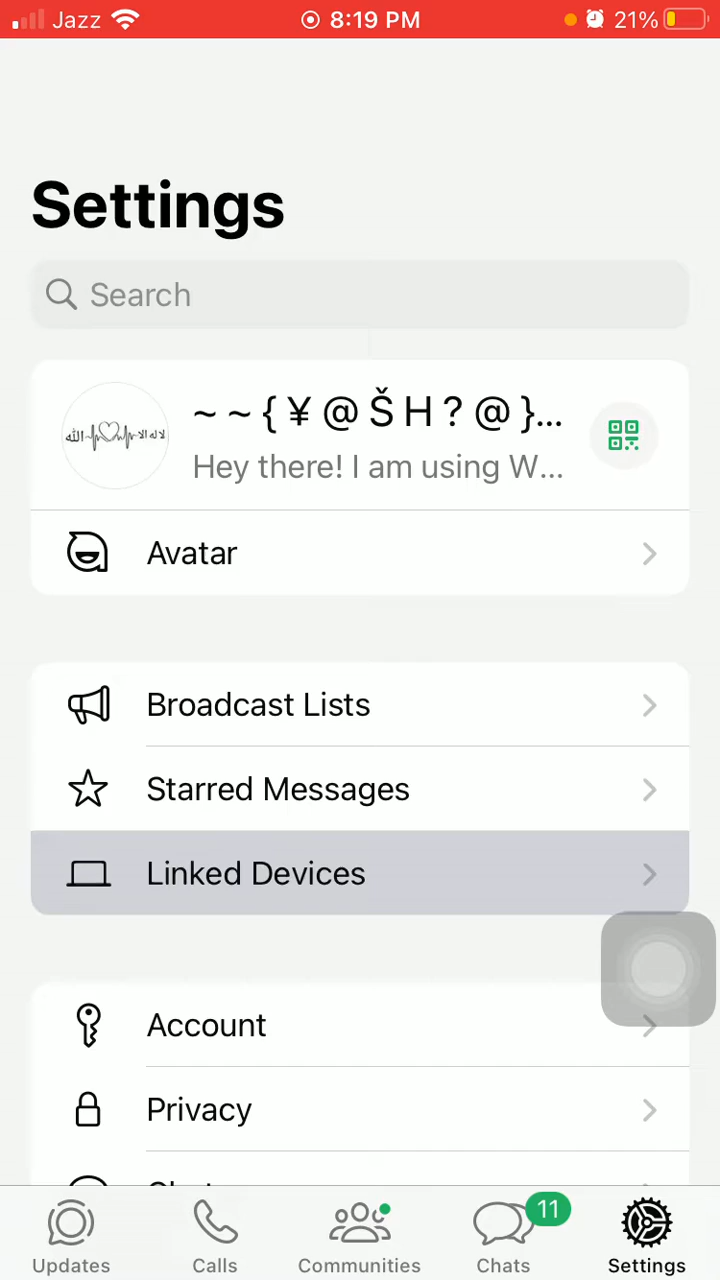 Jazz 8:19 PM 21%
Settings
Search
~ ~ { ¥ @ Š H ? @ }...
Hey there! I am using W...
Avatar
Broadcast Lists
Starred Messages
Linked Devices
Account
Privacy
11
Updates Calls Communities Chats Settings